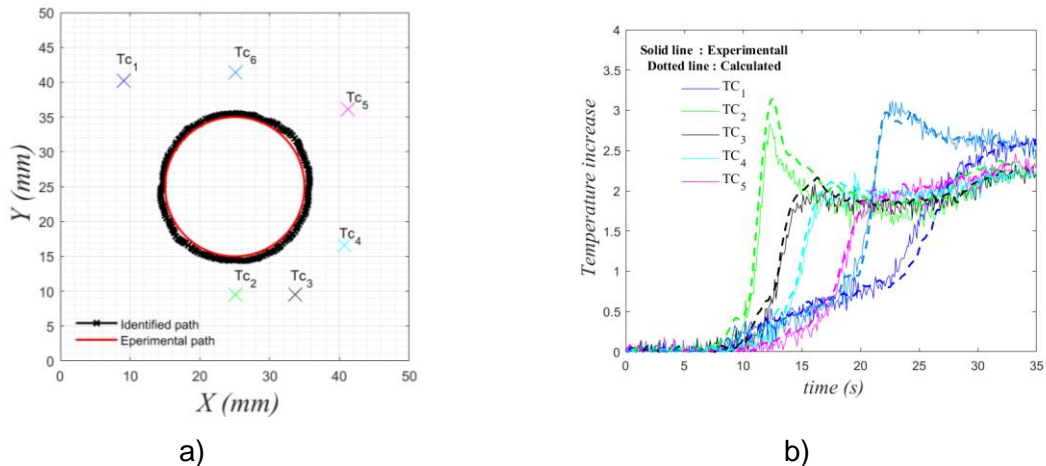 50
45
40
35
30
25
20
15
10
5
0
Y (mm)
Tc1
Tc6
Tc5
Tc4
Tc2
Tc3
Identified path
Eperimental path
0 10 20 30 40 50
X (mm)
a)
4
3.5
3
2.5
2
1.5
1
0.5
0
Temperature increase
Solid line : Experimentall
Dotted line : Calculated
TC1
TC2
TC3
TC4
TC5
0 5 10 15 20 25 30 35
time (s)
b)